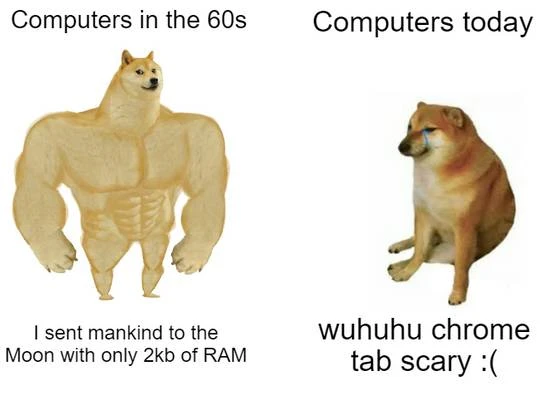 Computers in the 60s
Computers today
I sent mankind to the
Moon with only 2kb of RAM
wuhuhu chrome
tab scary :(